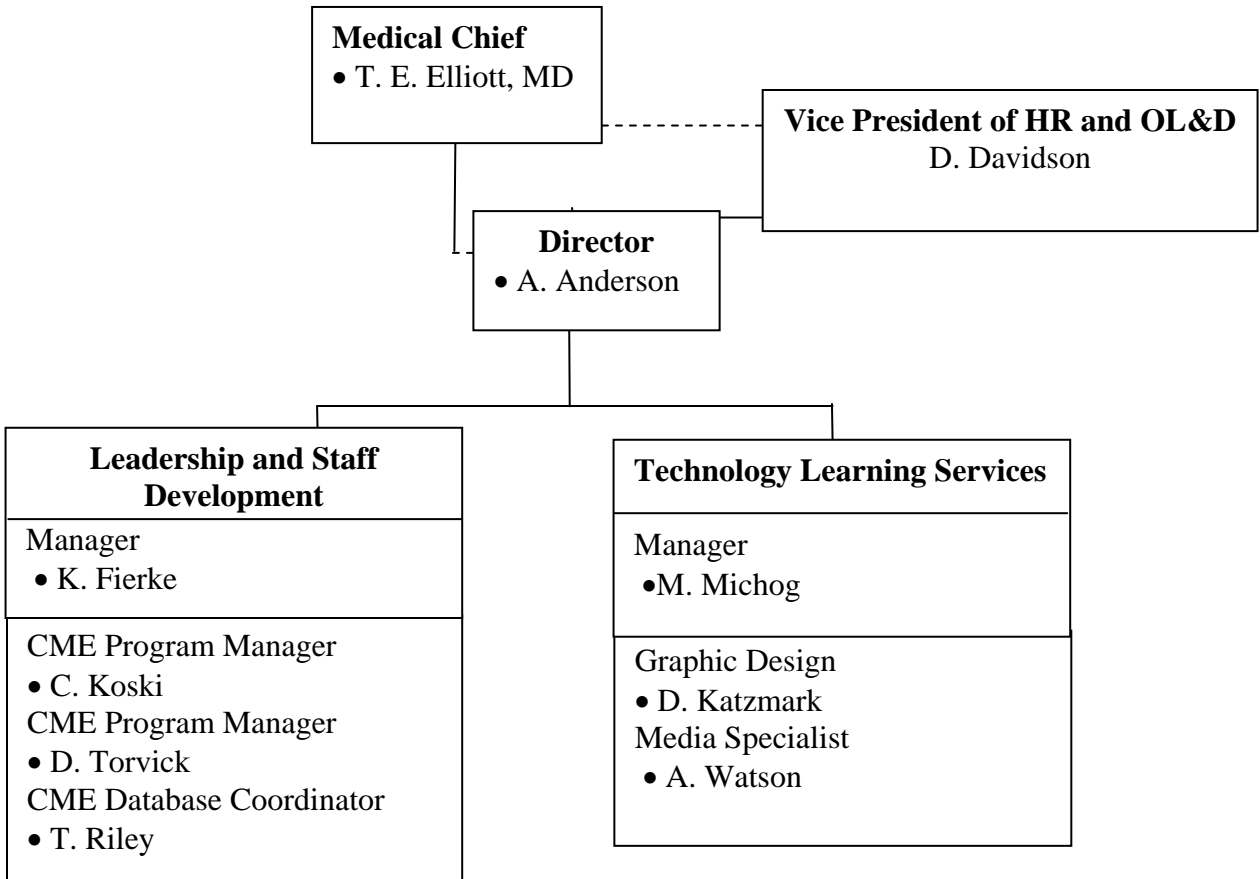 Medical Chief
• T. E. Elliott, MD
Vice President of HR and OL&D
D. Davidson
Director
• A. Anderson
Leadership and Staff
Development
Manager
• K. Fierke
CME Program Manager
• C. Koski
CME Program Manager
• D. Torvick
CME Database Coordinator
• T. Riley
Technology Learning Services
Manager
•M. Michog
Graphic Design
• D. Katzmark
Media Specialist
• A. Watson